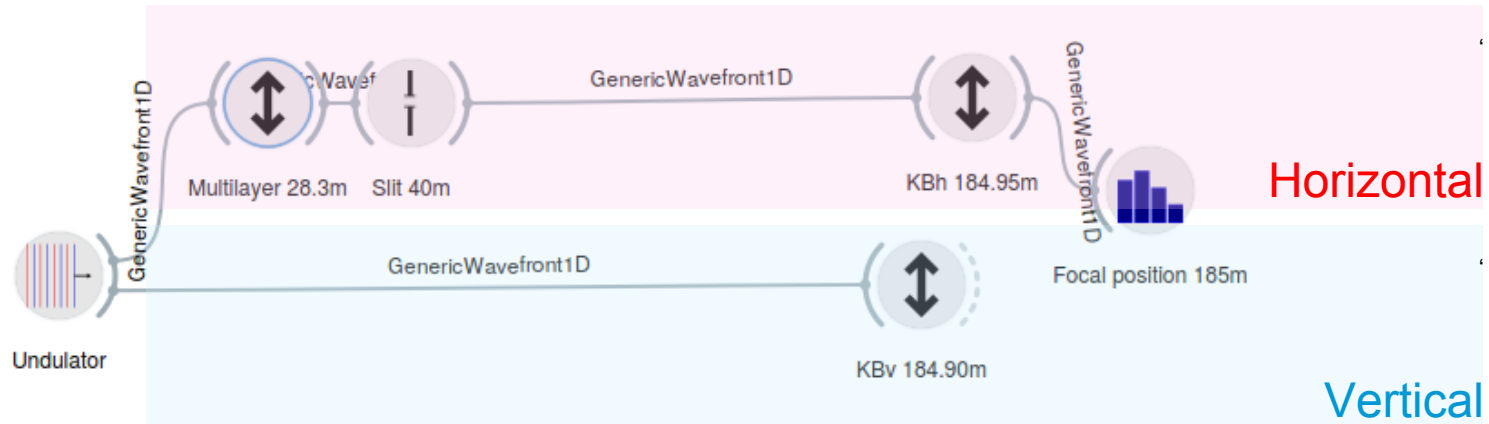 GenericWavefront1D
Multilayer 28.3m
Slit 40m
GenericWavefront1D
KBh 184.95m
GenericWavefront1D
Horizontal
Focal position 185m
Undulator
GenericWavefront1D
KBv 184.90m
Vertical